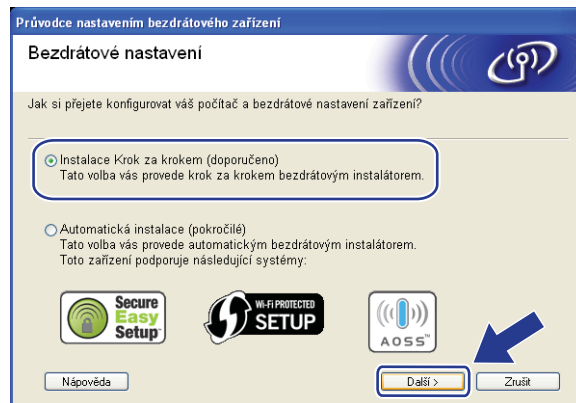 Průvodce nastavením bezdrátového zařízení
Bezdrátové nastavení
Jak si přejete konfigurovat váš počítač a bezdrátové nastavení zařízení?
Instalace Krok za krokem (doporučeno)
Tato volba vás provede krok za krokem bezdrátovým instalátorem.
Automatická instalace (pokročilé)
Tato volba vás provede automatickým bezdrátovým instalátorem.
Toto zařízení podporuje následující systémy:
Secure
Easy
Setup
Wi-Fi PROTECTED
SETUP
AOSS™
Nápověda
Další >
Zrušit